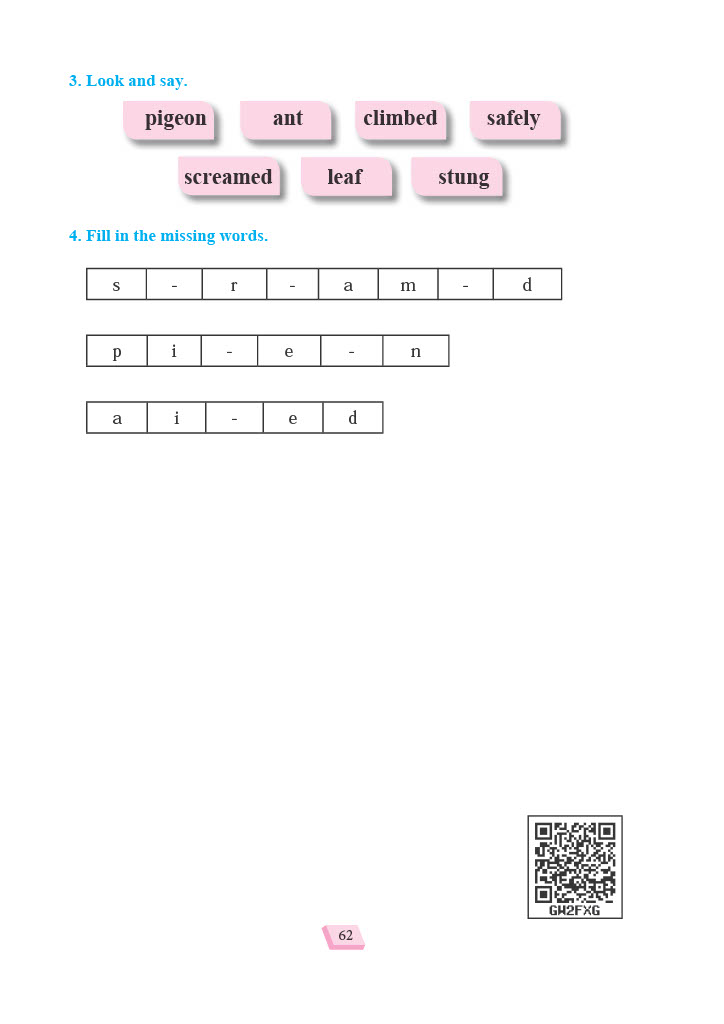 3. Look and say.
pigeon ant climbed safely
screamed leaf stung
4. Fill in the missing words.
s - r - a m - d
p i - e - n
a i - e d
GW2FXG
62